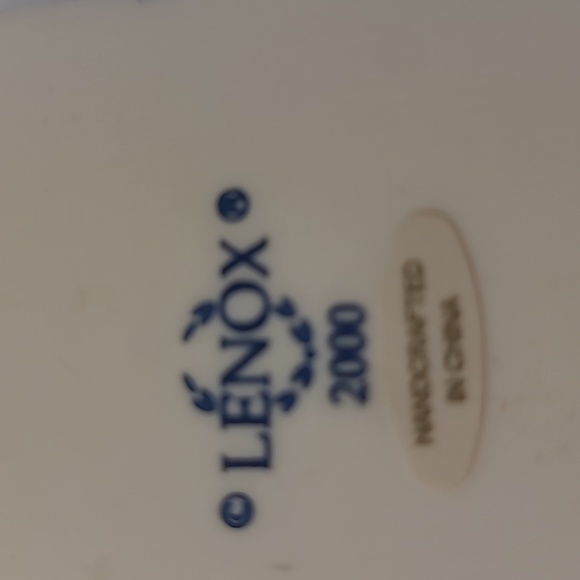 © LENOX ®
2000
HANDCRAFTED
IN CHINA